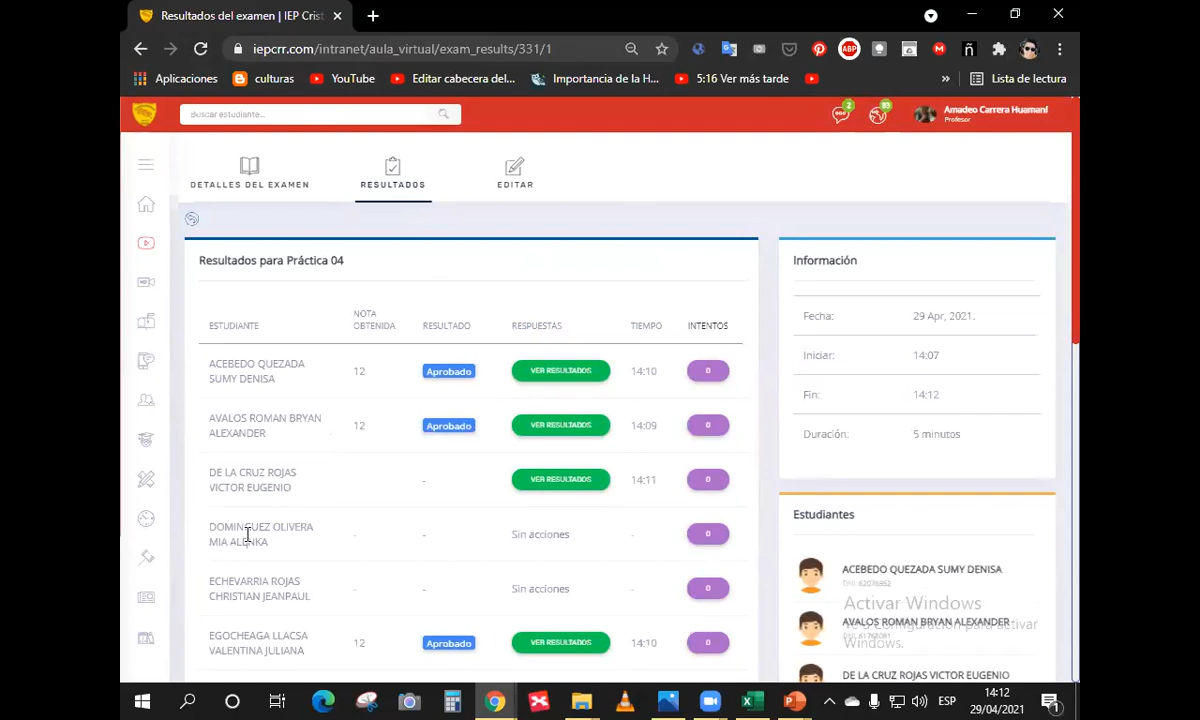 Resultados del examen | IEP Crist
iepcrr.com/intranet/aula_virtual/exam_results/331/1
Aplicaciones
culturas
YouTube
Editar cabecera del...
Importancia de la H...
5:16 Ver más tarde
»
Lista de lectura
Buscar estudiante...
2
Amadeo Carrera Huamani
Profesor
DETALLES DEL EXAMEN
RESULTADOS
EDITAR
Resultados para Práctica 04
ESTUDIANTE
NOTA
OBTENIDA
RESULTADO
RESPUESTAS
TIEMPO
INTENTOS
ACEBEDO QUEZADA
SUMY DENISA
12
Aprobado
VER RESULTADOS
14:10
0
AVALOS ROMAN BRYAN
ALEXANDER
12
Aprobado
VER RESULTADOS
14:09
0
DE LA CRUZ ROJAS
VICTOR EUGENIO
-
VER RESULTADOS
14:11
0
DOMINGUEZ OLIVERA
MIA ALENKA
-
-
Sin acciones
-
0
ECHEVARRIA ROJAS
CHRISTIAN JEANPAUL
-
-
Sin acciones
-
0
EGOCHEAGA LLACSA
VALENTINA JULIANA
12
Aprobado
VER RESULTADOS
14:10
0
Información
Fecha:
29 Apr, 2021.
Iniciar:
14:07
Fin:
14:12
Duración:
5 minutos
Estudiantes
ACEBEDO QUEZADA SUMY DENISA
AVALOS ROMAN BRYAN ALEXANDER
DE LA CRUZ ROJAS VICTOR EUGENIO
Activar Windows
Ve a Configuración para activar
Windows.
ESP
14:12
29/04/2021
1